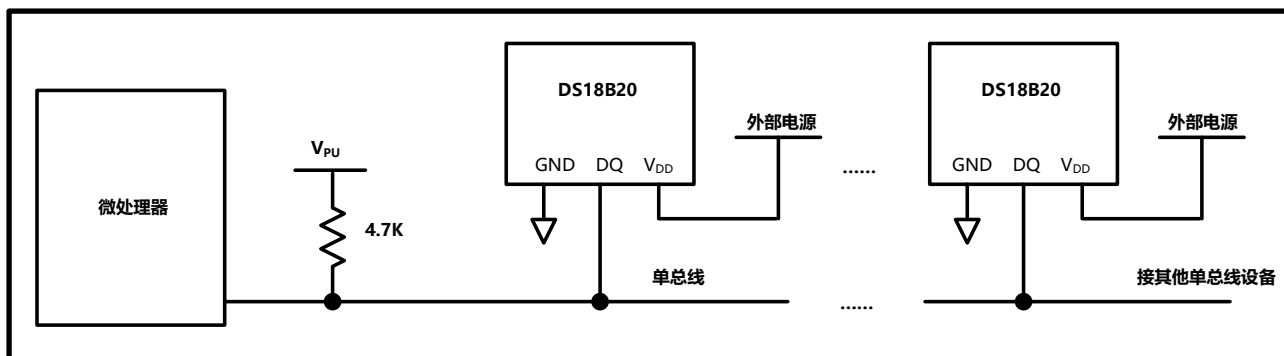 DS18B20
DS18B20
外部电源
外部电源
V_PU
GND DQ V_DD
GND DQ V_DD
......
微处理器
4.7K
单总线
接其他单总线设备
......